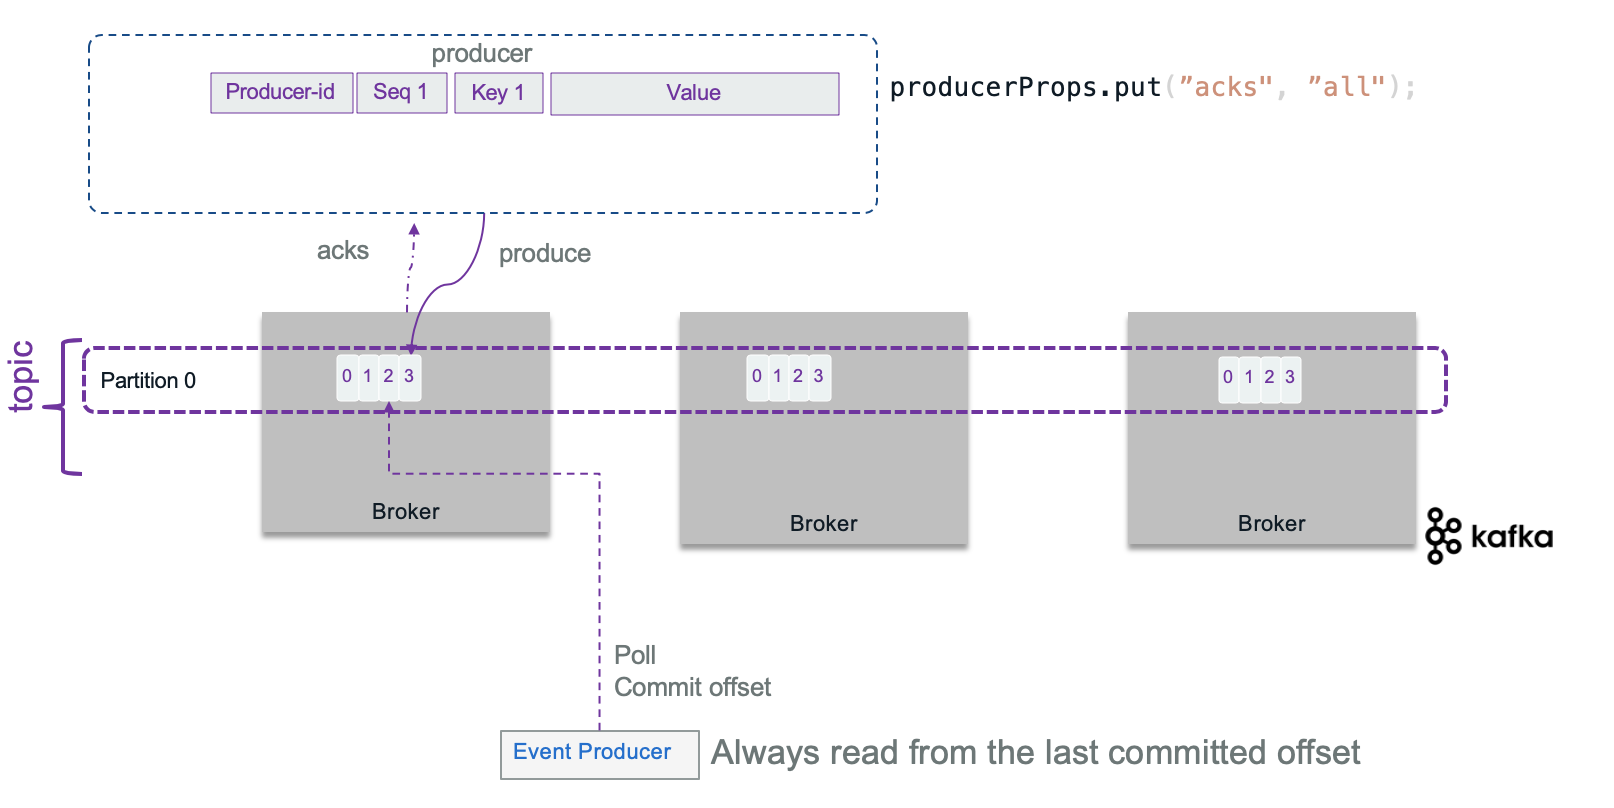 producer
Producer-id Seq 1 Key 1 Value
producerProps.put(”acks", ”all");
acks
produce
topic
Partition 0
0 1 2 3
0 1 2 3
0 1 2 3
Broker
Broker
Broker
kafka
Poll
Commit offset
Event Producer
Always read from the last committed offset